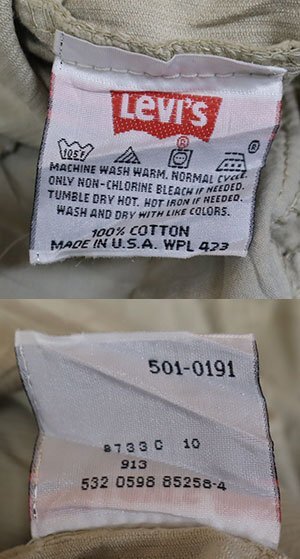 Levi's
®
105F ®
MACHINE WASH WARM. NORMAL CYCLE.
ONLY NON-CHLORINE BLEACH IF NEEDED.
TUMBLE DRY HOT. HOT IRON IF NEEDED.
WASH AND DRY WITH LIKE COLORS.
100% COTTON
MADE IN U.S.A. WPL 423
501-0191
8733C 10
913
532 0598 85258-4